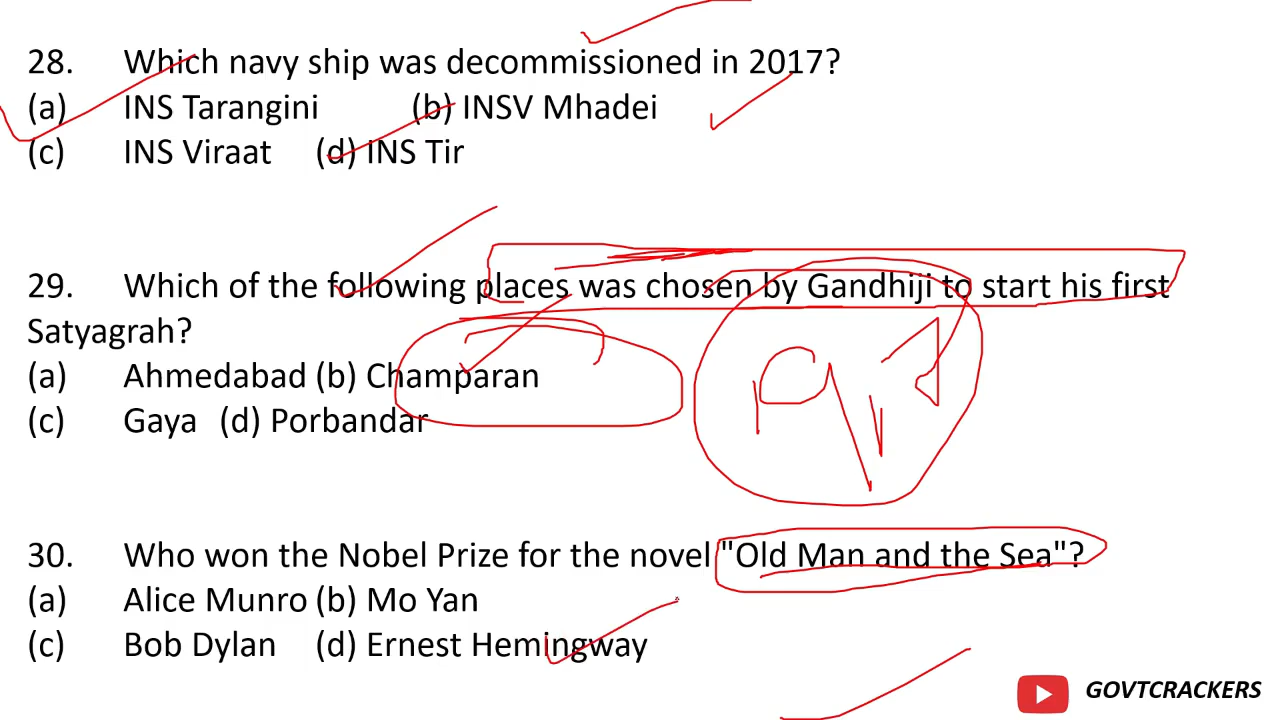 28. Which navy ship was decommissioned in 2017?
(a) INS Tarangini (b) INSV Mhadei
(c) INS Viraat (d) INS Tir
29. Which of the following places was chosen by Gandhiji to start his first
Satyagrah?
(a) Ahmedabad (b) Champaran
(c) Gaya (d) Porbandar
30. Who won the Nobel Prize for the novel "Old Man and the Sea"?
(a) Alice Munro (b) Mo Yan
(c) Bob Dylan (d) Ernest Hemingway
GOVTCRACKERS